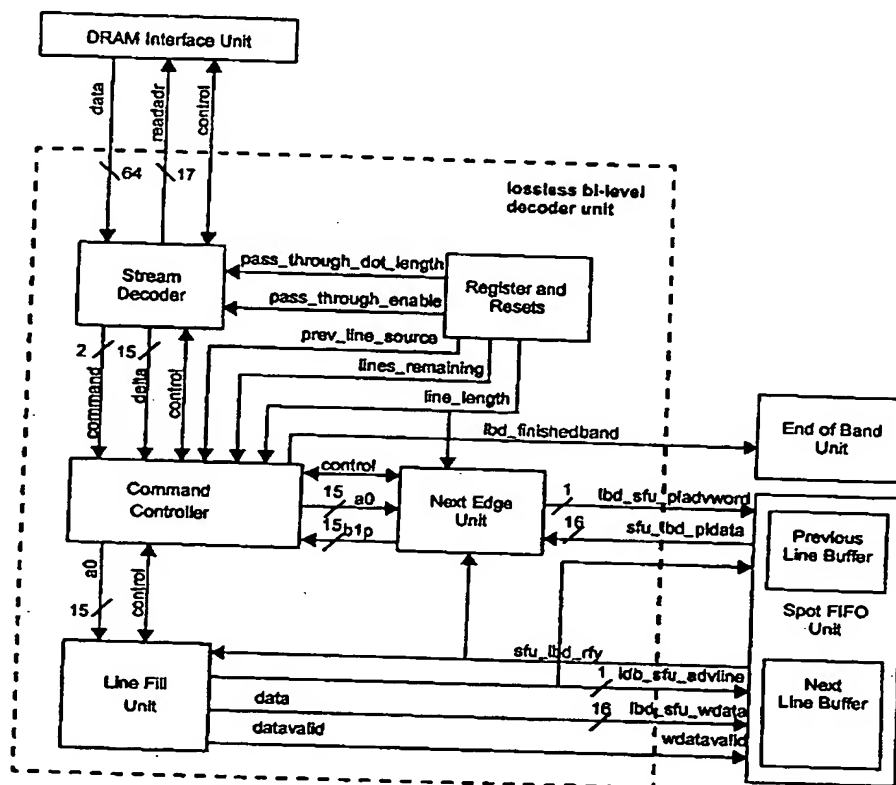 DRAM Interface Unit
data
readadr
control
64
17
lossless bi-level
decoder unit
Stream
Decoder
pass_through_dot_length
pass_through_enable
Register and
Resets
prev_line_source
lines_remaining
line_length
2
15
command
delta
control
lbd_finishedband
End of Band
Unit
Command
Controller
control
15 a0
15 b1p
Next Edge
Unit
1
lbd_sfu_pladvword
16
sfu_lbd_pldata
Previous
Line Buffer
Spot FIFO
Unit
a0
15
control
Line Fill
Unit
sfu_lbd_rfy
1
ldb_sfu_advline
data
16
lbd_sfu_wdata
datavalid
wdatavalid
Next
Line Buffer